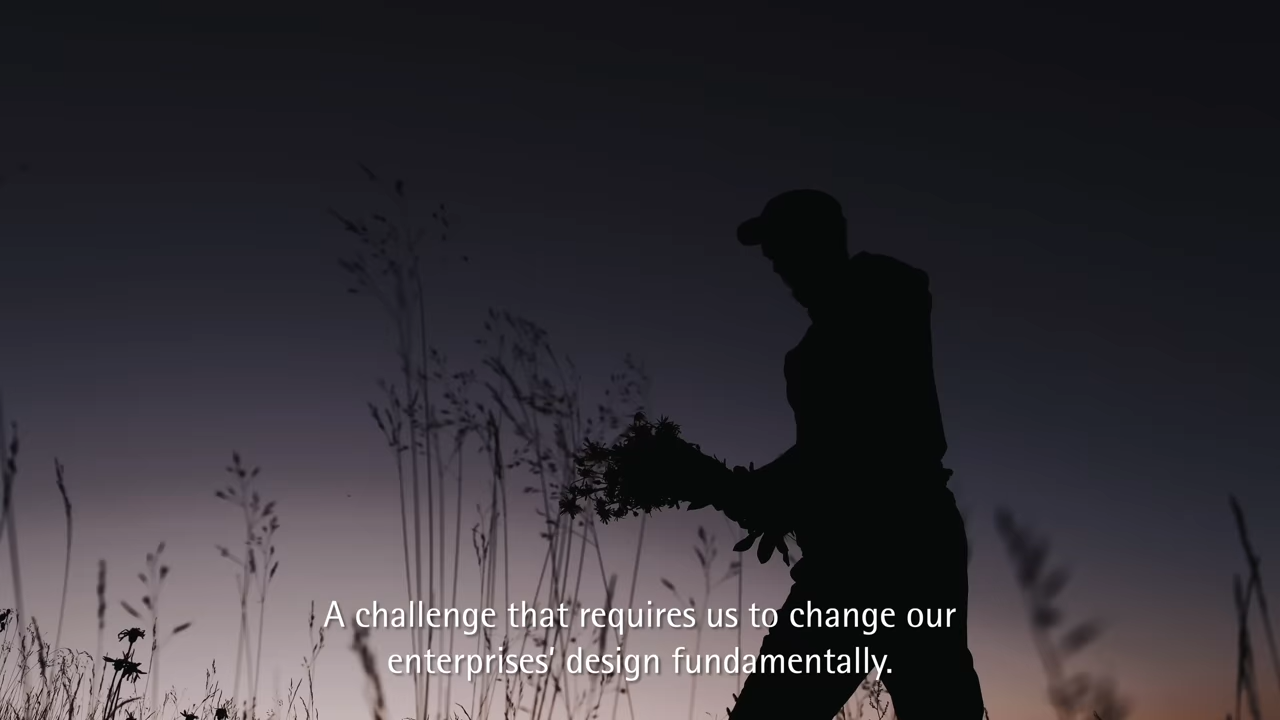 A challenge that requires us to change our
enterprises’ design fundamentally.